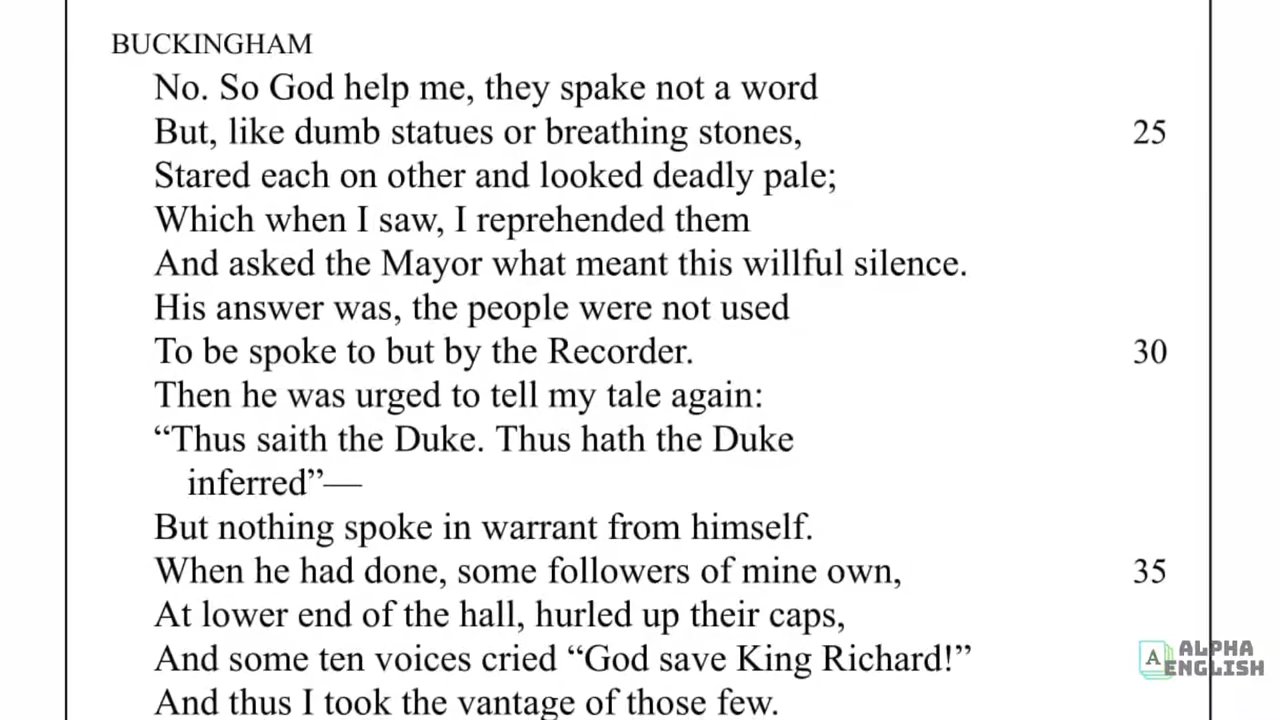 BUCKINGHAM
No. So God help me, they spake not a word
But, like dumb statues or breathing stones, 25
Stared each on other and looked deadly pale;
Which when I saw, I reprehended them
And asked the Mayor what meant this willful silence.
His answer was, the people were not used
To be spoke to but by the Recorder. 30
Then he was urged to tell my tale again:
“Thus saith the Duke. Thus hath the Duke
inferred”—
But nothing spoke in warrant from himself.
When he had done, some followers of mine own, 35
At lower end of the hall, hurled up their caps,
And some ten voices cried “God save King Richard!”
And thus I took the vantage of those few.
A ALPHA
ENGLISH